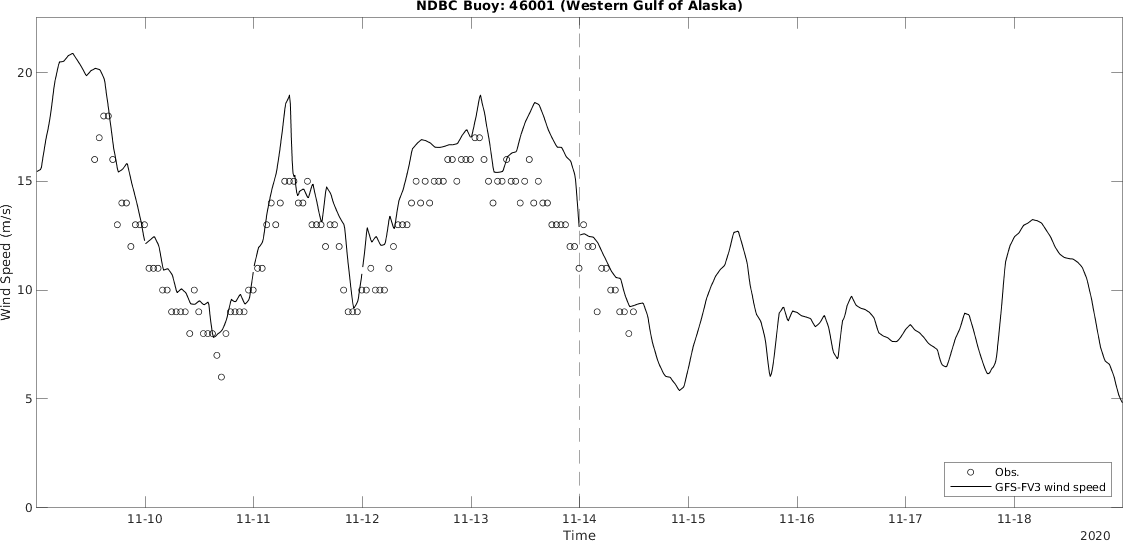 NDBC Buoy: 46001 (Western Gulf of Alaska)
20
15
10
5
0
Wind Speed (m/s)
11-10 11-11 11-12 11-13 11-14 11-15 11-16 11-17 11-18
Time
2020
Obs.
GFS-FV3 wind speed